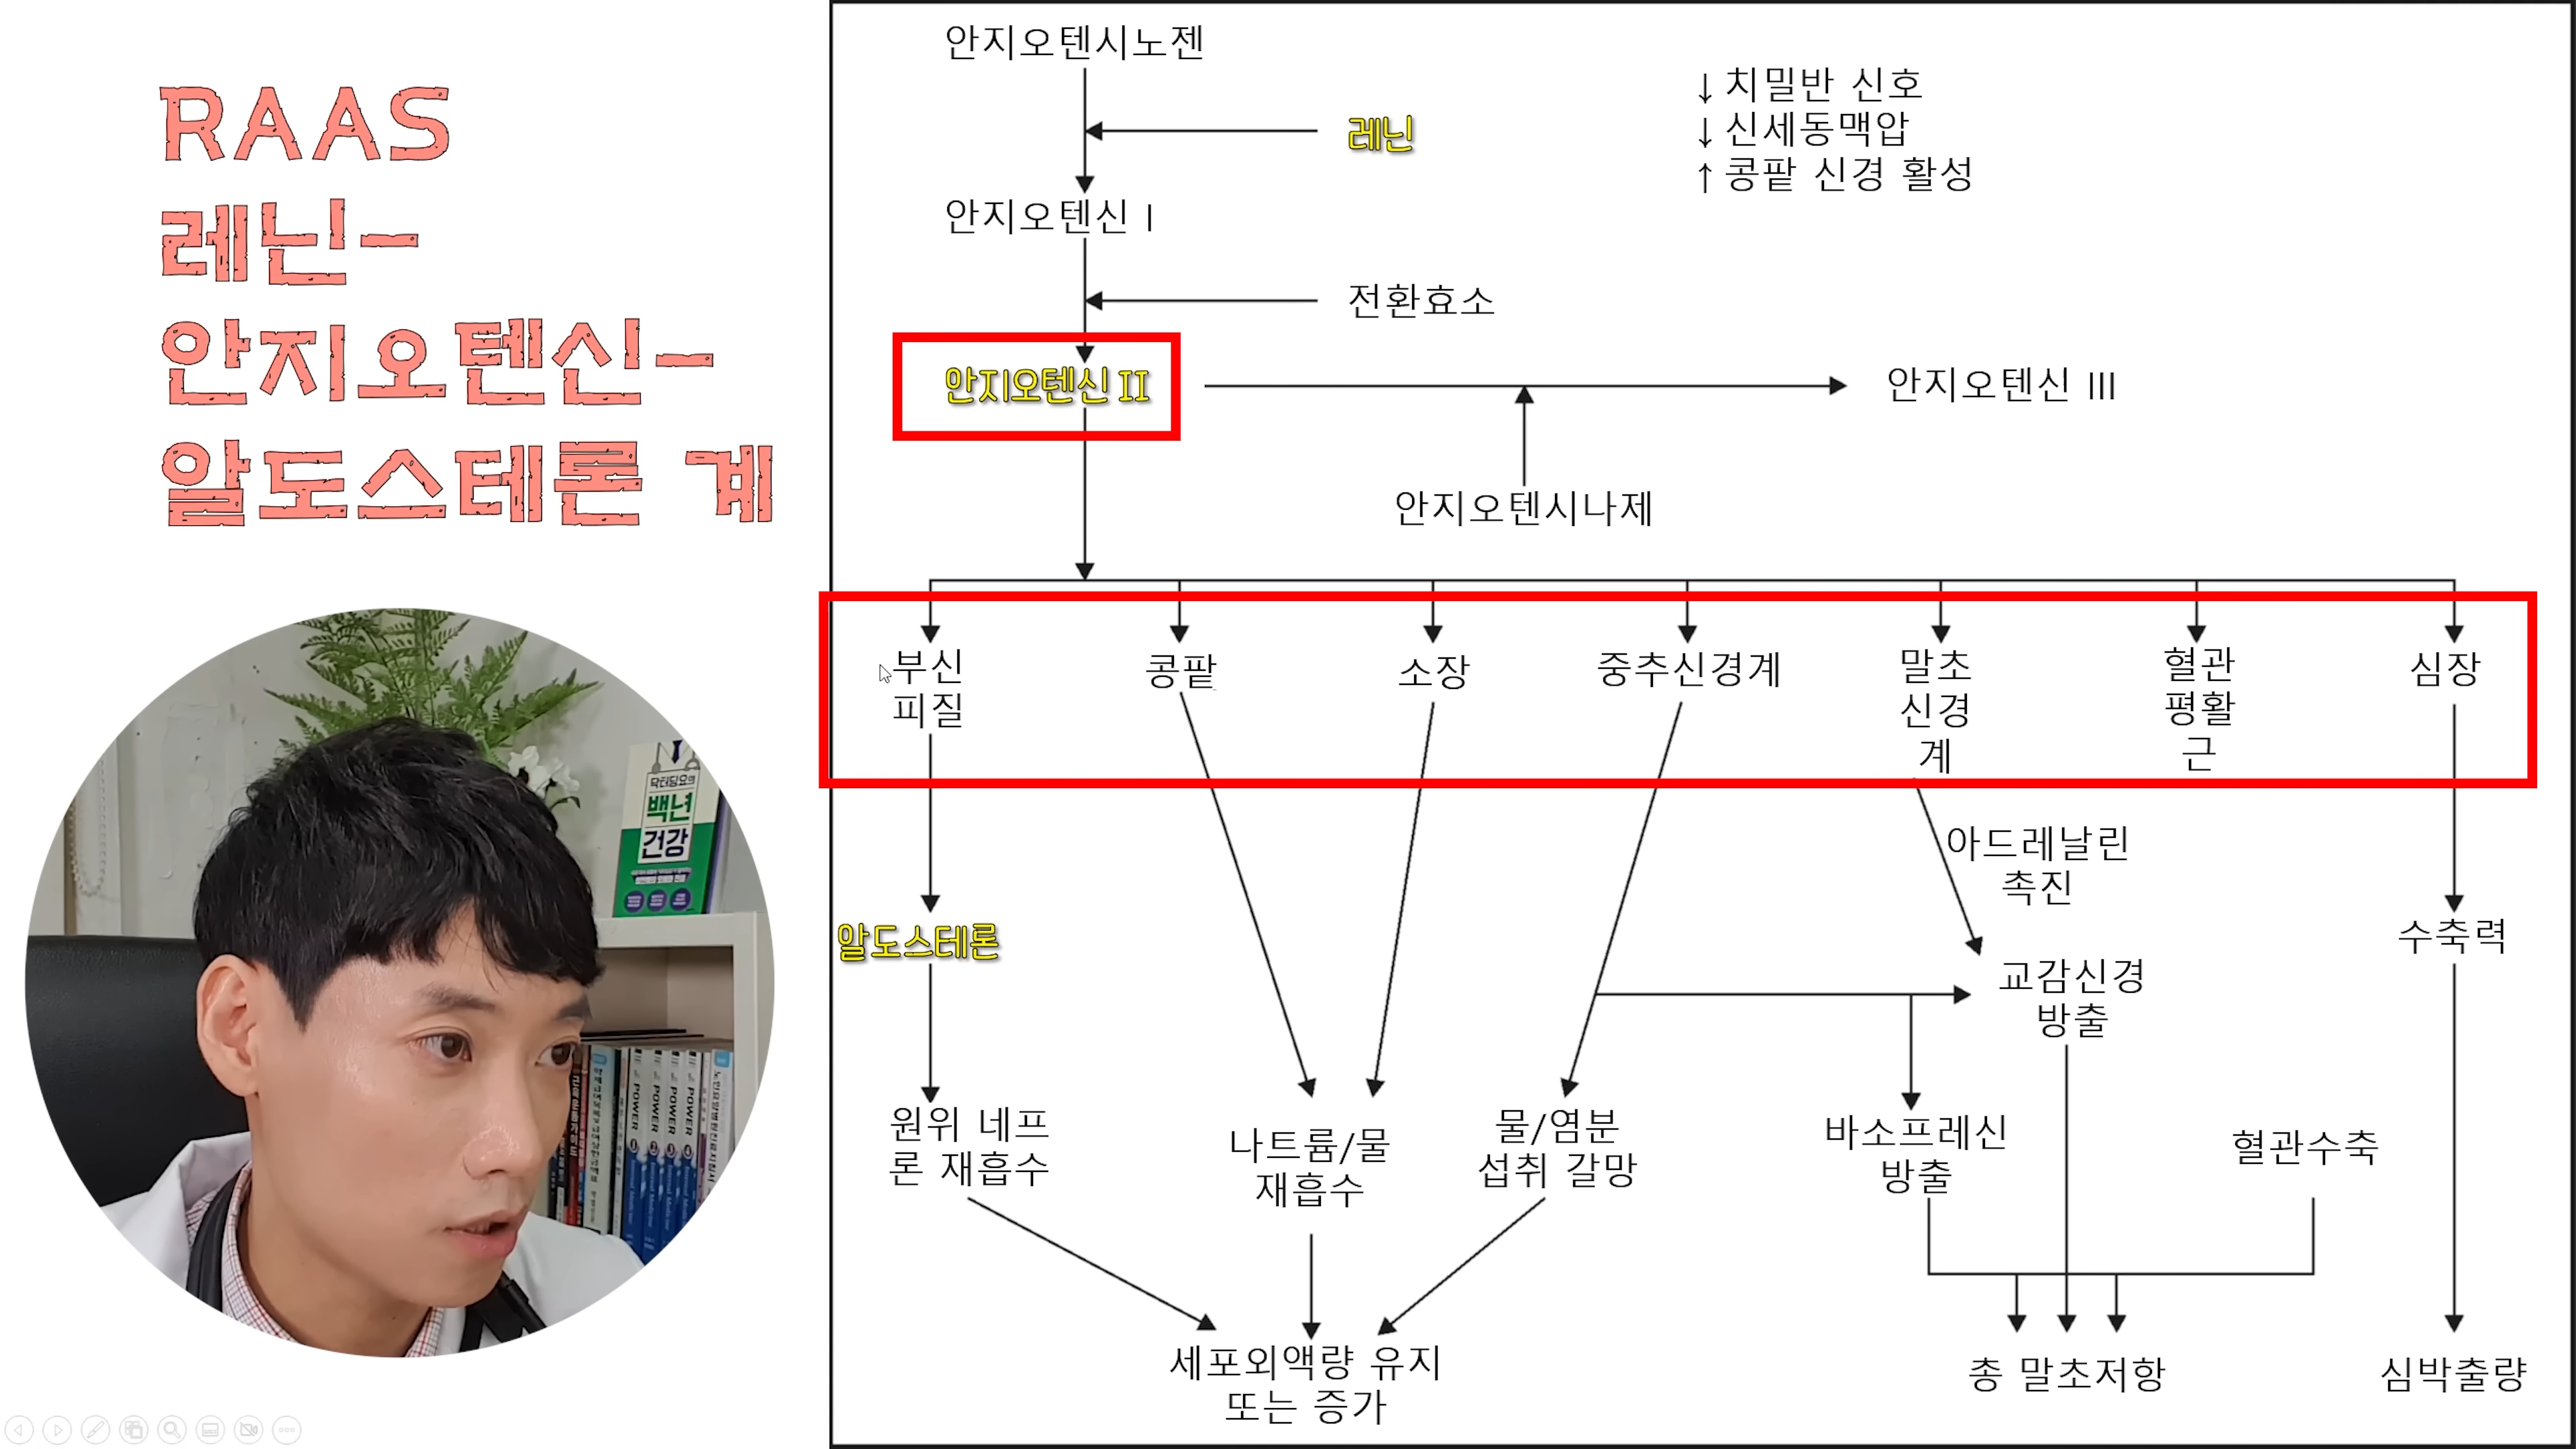 RAAS
레닌-
안지오텐신-
알도스테론 계
안지오텐시노젠
레닌
↓ 치밀반 신호
↓ 신세동맥압
↑ 콩팥 신경 활성
안지오텐신 I
전환효소
안지오텐신 II
안지오텐신 III
안지오텐시나제
부신
피질
콩팥
소장
중추신경계
말초
신경
계
혈관
평활
근
심장
아드레날린
촉진
알도스테론
수축력
교감신경
방출
원위 네프
론 재흡수
나트륨/물
재흡수
물/염분
섭취 갈망
바소프레신
방출
혈관수축
세포외액량 유지
또는 증가
총 말초저항
심박출량
닥터딩요의
백년
건강
POWER
POWER
POWER
POWER